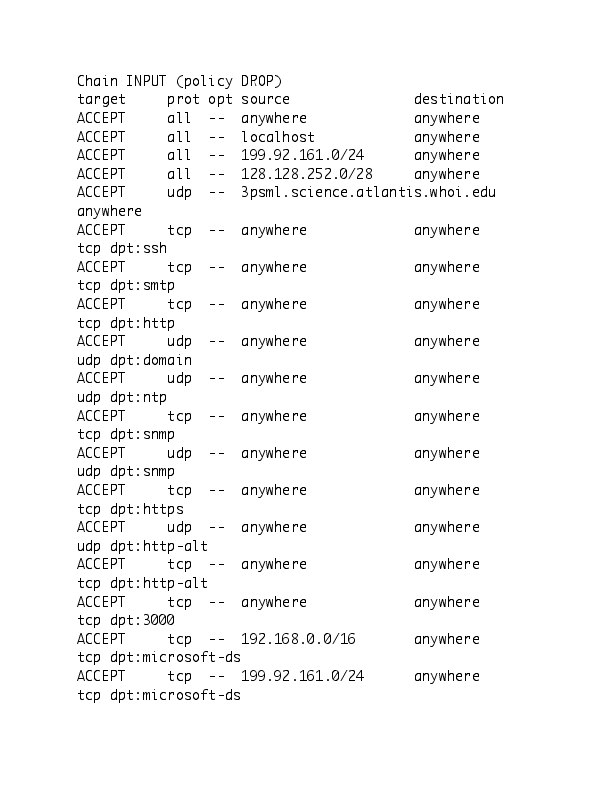 Chain INPUT (policy DROP)
target     prot opt source               destination
ACCEPT     all  --  anywhere             anywhere
ACCEPT     all  --  localhost            anywhere
ACCEPT     all  --  199.92.161.0/24      anywhere
ACCEPT     all  --  128.128.252.0/28     anywhere
ACCEPT     udp  --  3psml.science.atlantis.whoi.edu
anywhere
ACCEPT     tcp  --  anywhere             anywhere
tcp dpt:ssh
ACCEPT     tcp  --  anywhere             anywhere
tcp dpt:smtp
ACCEPT     tcp  --  anywhere             anywhere
tcp dpt:http
ACCEPT     udp  --  anywhere             anywhere
udp dpt:domain
ACCEPT     udp  --  anywhere             anywhere
udp dpt:ntp
ACCEPT     tcp  --  anywhere             anywhere
tcp dpt:snmp
ACCEPT     udp  --  anywhere             anywhere
udp dpt:snmp
ACCEPT     tcp  --  anywhere             anywhere
tcp dpt:https
ACCEPT     udp  --  anywhere             anywhere
udp dpt:http-alt
ACCEPT     tcp  --  anywhere             anywhere
tcp dpt:http-alt
ACCEPT     tcp  --  anywhere             anywhere
tcp dpt:3000
ACCEPT     tcp  --  192.168.0.0/16       anywhere
tcp dpt:microsoft-ds
ACCEPT     tcp  --  199.92.161.0/24      anywhere
tcp dpt:microsoft-ds